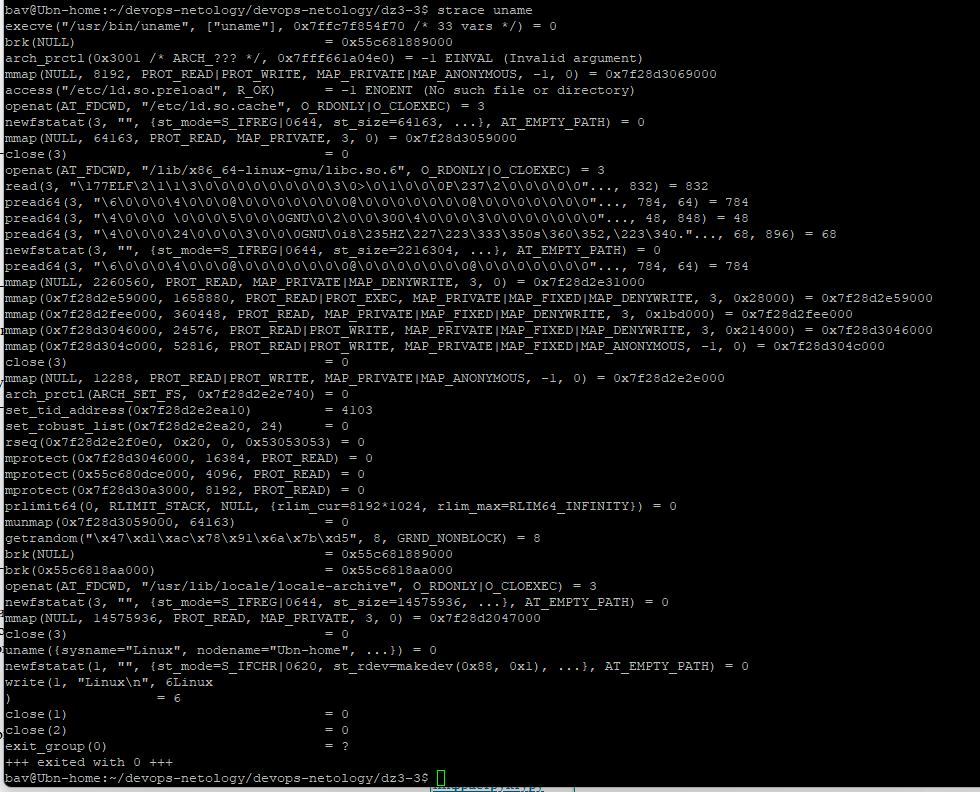 bav@Ubn-home:~/devops-netology/devops-netology/dz3-3$ strace uname
execve("/usr/bin/uname", ["uname"], 0x7ffc7f854f70 /* 33 vars */) = 0
brk(NULL)                               = 0x55c681889000
arch_prctl(0x3001 /* ARCH_??? */, 0x7fff661a04e0) = -1 EINVAL (Invalid argument)
mmap(NULL, 8192, PROT_READ|PROT_WRITE, MAP_PRIVATE|MAP_ANONYMOUS, -1, 0) = 0x7f28d3069000
access("/etc/ld.so.preload", R_OK)      = -1 ENOENT (No such file or directory)
openat(AT_FDCWD, "/etc/ld.so.cache", O_RDONLY|O_CLOEXEC) = 3
newfstatat(3, "", {st_mode=S_IFREG|0644, st_size=64163, ...}, AT_EMPTY_PATH) = 0
mmap(NULL, 64163, PROT_READ, MAP_PRIVATE, 3, 0) = 0x7f28d3059000
close(3)                                = 0
openat(AT_FDCWD, "/lib/x86_64-linux-gnu/libc.so.6", O_RDONLY|O_CLOEXEC) = 3
read(3, "\177ELF\2\1\1\3\0\0\0\0\0\0\0\0\3\0>\0\1\0\0\0P\237\2\0\0\0\0\0"..., 832) = 832
pread64(3, "\6\0\0\0\4\0\0\0@\0\0\0\0\0\0\0@\0\0\0\0\0\0\0@\0\0\0\0\0\0\0"..., 784, 64) = 784
pread64(3, "\4\0\0\0 \0\0\0\5\0\0\0GNU\0\2\0\0\300\4\0\0\0\3\0\0\0\0\0\0\0"..., 48, 848) = 48
pread64(3, "\4\0\0\0\24\0\0\0\3\0\0\0GNU\0i8\235HZ\227\223\333\350s\360\352,\223\340."..., 68, 896) = 68
newfstatat(3, "", {st_mode=S_IFREG|0644, st_size=2216304, ...}, AT_EMPTY_PATH) = 0
pread64(3, "\6\0\0\0\4\0\0\0@\0\0\0\0\0\0\0@\0\0\0\0\0\0\0@\0\0\0\0\0\0\0"..., 784, 64) = 784
mmap(NULL, 2260560, PROT_READ, MAP_PRIVATE|MAP_DENYWRITE, 3, 0) = 0x7f28d2e31000
mmap(0x7f28d2e59000, 1658880, PROT_READ|PROT_EXEC, MAP_PRIVATE|MAP_FIXED|MAP_DENYWRITE, 3, 0x28000) = 0x7f28d2e59000
mmap(0x7f28d2fee000, 360448, PROT_READ, MAP_PRIVATE|MAP_FIXED|MAP_DENYWRITE, 3, 0x1bd000) = 0x7f28d2fee000
mmap(0x7f28d3046000, 24576, PROT_READ|PROT_WRITE, MAP_PRIVATE|MAP_FIXED|MAP_DENYWRITE, 3, 0x214000) = 0x7f28d3046000
mmap(0x7f28d304c000, 52816, PROT_READ|PROT_WRITE, MAP_PRIVATE|MAP_FIXED|MAP_ANONYMOUS, -1, 0) = 0x7f28d304c000
close(3)                                = 0
mmap(NULL, 12288, PROT_READ|PROT_WRITE, MAP_PRIVATE|MAP_ANONYMOUS, -1, 0) = 0x7f28d2e2e000
arch_prctl(ARCH_SET_FS, 0x7f28d2e2e740) = 0
set_tid_address(0x7f28d2e2ea10)         = 4103
set_robust_list(0x7f28d2e2ea20, 24)     = 0
rseq(0x7f28d2e2f0e0, 0x20, 0, 0x53053053) = 0
mprotect(0x7f28d3046000, 16384, PROT_READ) = 0
mprotect(0x55c680dce000, 4096, PROT_READ) = 0
mprotect(0x7f28d30a3000, 8192, PROT_READ) = 0
prlimit64(0, RLIMIT_STACK, NULL, {rlim_cur=8192*1024, rlim_max=RLIM64_INFINITY}) = 0
munmap(0x7f28d3059000, 64163)           = 0
getrandom("\x47\xd1\xac\x78\x91\x6a\x7b\xd5", 8, GRND_NONBLOCK) = 8
brk(NULL)                               = 0x55c681889000
brk(0x55c6818aa000)                     = 0x55c6818aa000
openat(AT_FDCWD, "/usr/lib/locale/locale-archive", O_RDONLY|O_CLOEXEC) = 3
newfstatat(3, "", {st_mode=S_IFREG|0644, st_size=14575936, ...}, AT_EMPTY_PATH) = 0
mmap(NULL, 14575936, PROT_READ, MAP_PRIVATE, 3, 0) = 0x7f28d2047000
close(3)                                = 0
uname({sysname="Linux", nodename="Ubn-home", ...}) = 0
newfstatat(1, "", {st_mode=S_IFCHR|0620, st_rdev=makedev(0x88, 0x1), ...}, AT_EMPTY_PATH) = 0
write(1, "Linux\n", 6Linux
)                  = 6
close(1)                                = 0
close(2)                                = 0
exit_group(0)                           = ?
+++ exited with 0 +++
bav@Ubn-home:~/devops-netology/devops-netology/dz3-3$